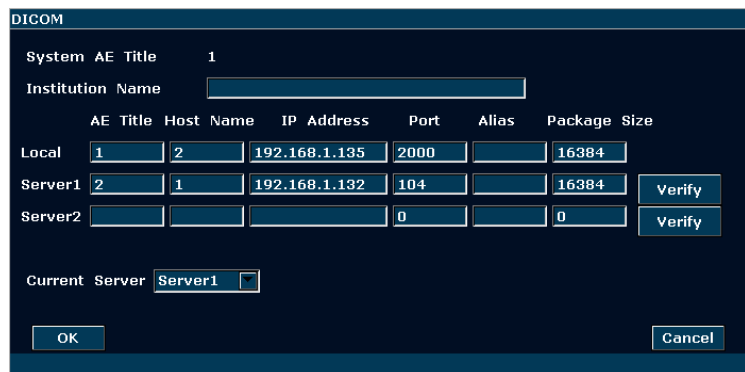 DICOM
System AE Title 1
Institution Name
AE Title Host Name IP Address Port Alias Package Size
Local 1 2 192.168.1.135 2000 16384
Server1 2 1 192.168.1.132 104 16384 Verify
Server2 0 0 Verify
Current Server Server1
OK Cancel